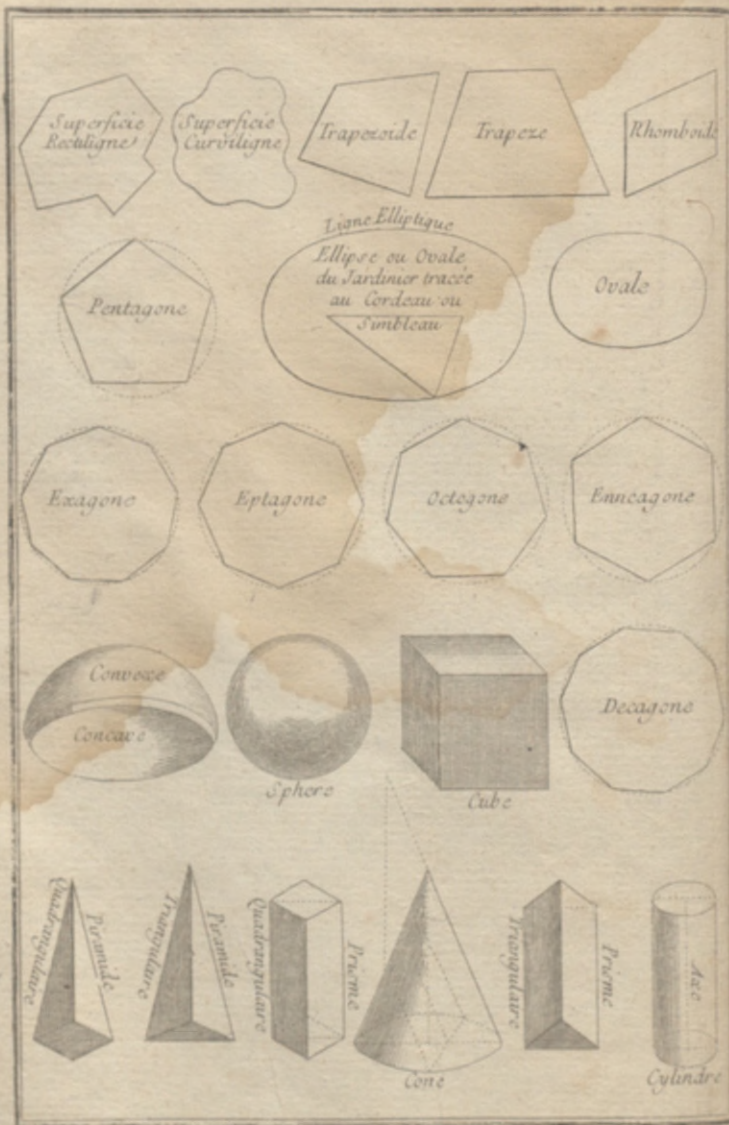 Superficie
Rectiligne
Superficie
Curviligne
Trapezoide
Trapeze
Rhomboide
Pentagone
Ligne Elliptique
Ellipse ou Ovale
du Jardinier tracée
au Cordeau ou
Simbleau
Ovale
Exagone
Eptagone
Octogone
Enneagone
Convexe
Concave
Sphere
Cube
Decagone
Quadrangulaire
Piramide
Triangulaire
Piramide
Quadrangulaire
Prisme
Cone
Triangulaire
Prisme
Axe
Cylindre